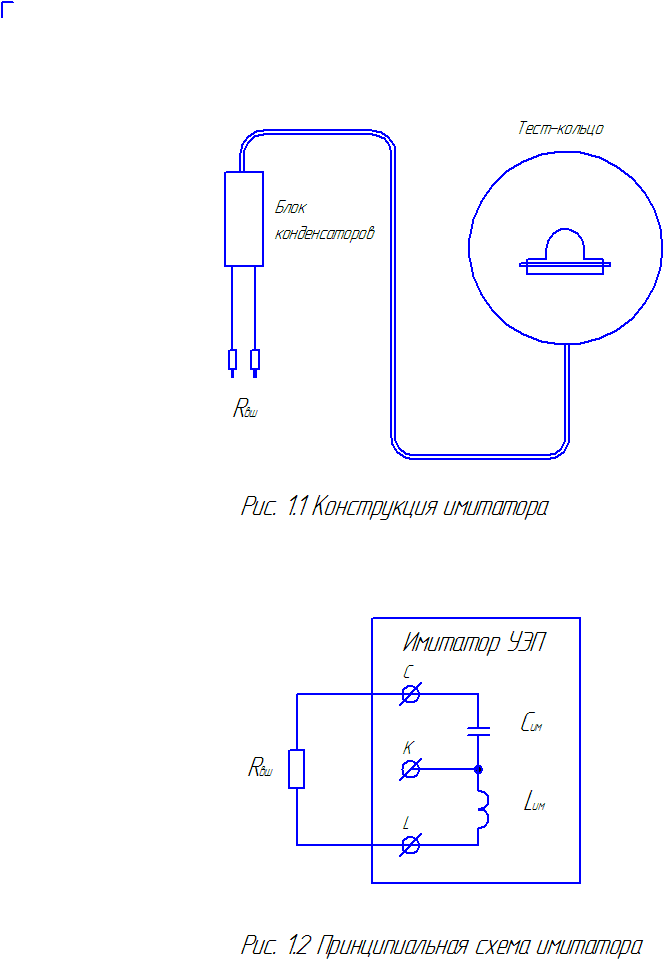 Тест-кольцо
Блок
конденсаторов
Rвш
Рис. 1.1 Конструкция имитатора
Имитатор УЭП
C
Cим
K
Rвш
Lим
L
Рис. 1.2 Принципиальная схема имитатора